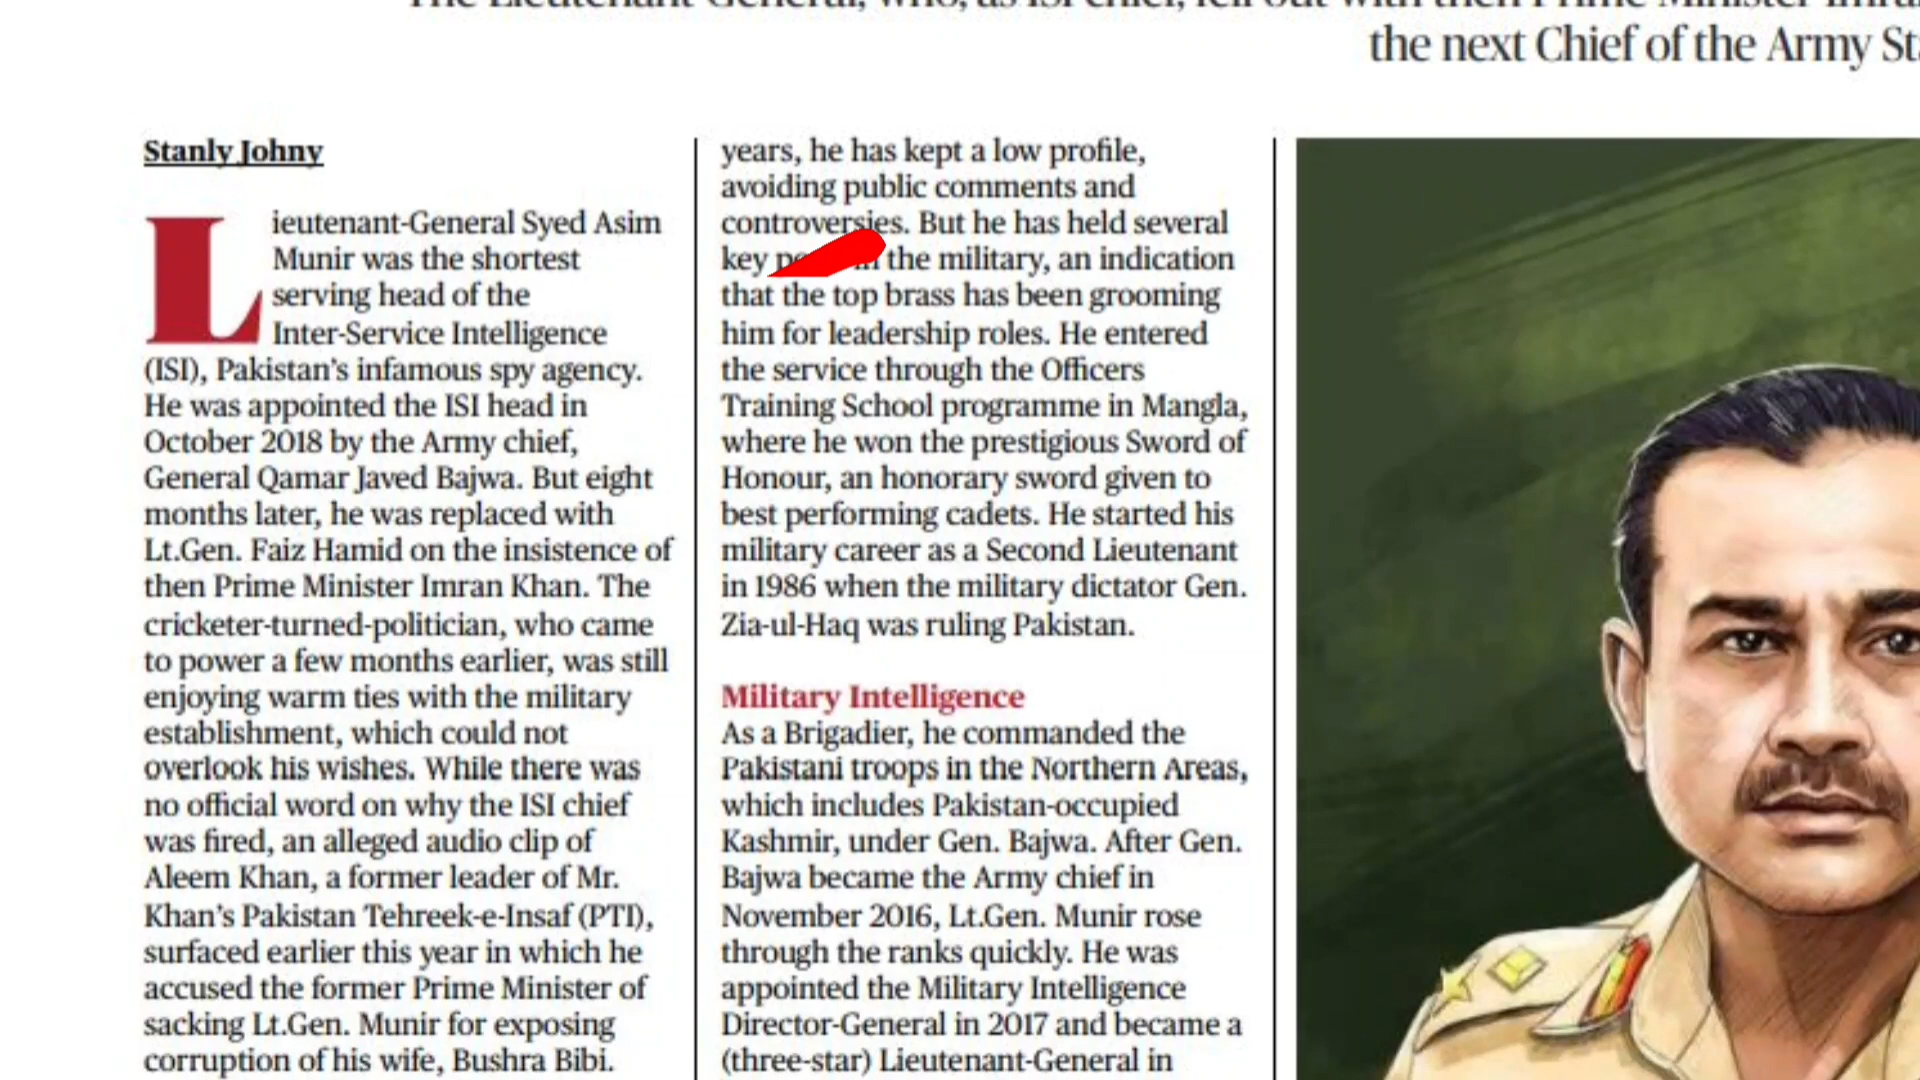 the next Chief of the Army
Stanly Johny
Lieutenant-General Syed Asim
Munir was the shortest
serving head of the
Inter-Service Intelligence
(ISI), Pakistan's infamous spy agency.
He was appointed the ISI head in
October 2018 by the Army chief,
General Qamar Javed Bajwa. But eight
months later, he was replaced with
Lt.Gen. Faiz Hamid on the insistence of
then Prime Minister Imran Khan. The
cricketer-turned-politician, who came
to power a few months earlier, was still
enjoying warm ties with the military
establishment, which could not
overlook his wishes. While there was
no official word on why the ISI chief
was fired, an alleged audio clip of
Aleem Khan, a former leader of Mr.
Khan's Pakistan Tehreek-e-Insaf (PTI),
surfaced earlier this year in which he
accused the former Prime Minister of
sacking Lt.Gen. Munir for exposing
corruption of his wife, Bushra Bibi.
years, he has kept a low profile,
avoiding public comments and
controversies. But he has held several
key the military, an indication
that the top brass has been grooming
him for leadership roles. He entered
the service through the Officers
Training School programme in Mangla,
where he won the prestigious Sword of
Honour, an honorary sword given to
best performing cadets. He started his
military career as a Second Lieutenant
in 1986 when the military dictator Gen.
Zia-ul-Haq was ruling Pakistan.
Military Intelligence
As a Brigadier, he commanded the
Pakistani troops in the Northern Areas,
which includes Pakistan-occupied
Kashmir, under Gen. Bajwa. After Gen.
Bajwa became the Army chief in
November 2016, Lt.Gen. Munir rose
through the ranks quickly. He was
appointed the Military Intelligence
Director-General in 2017 and became a
(three-star) Lieutenant-General in